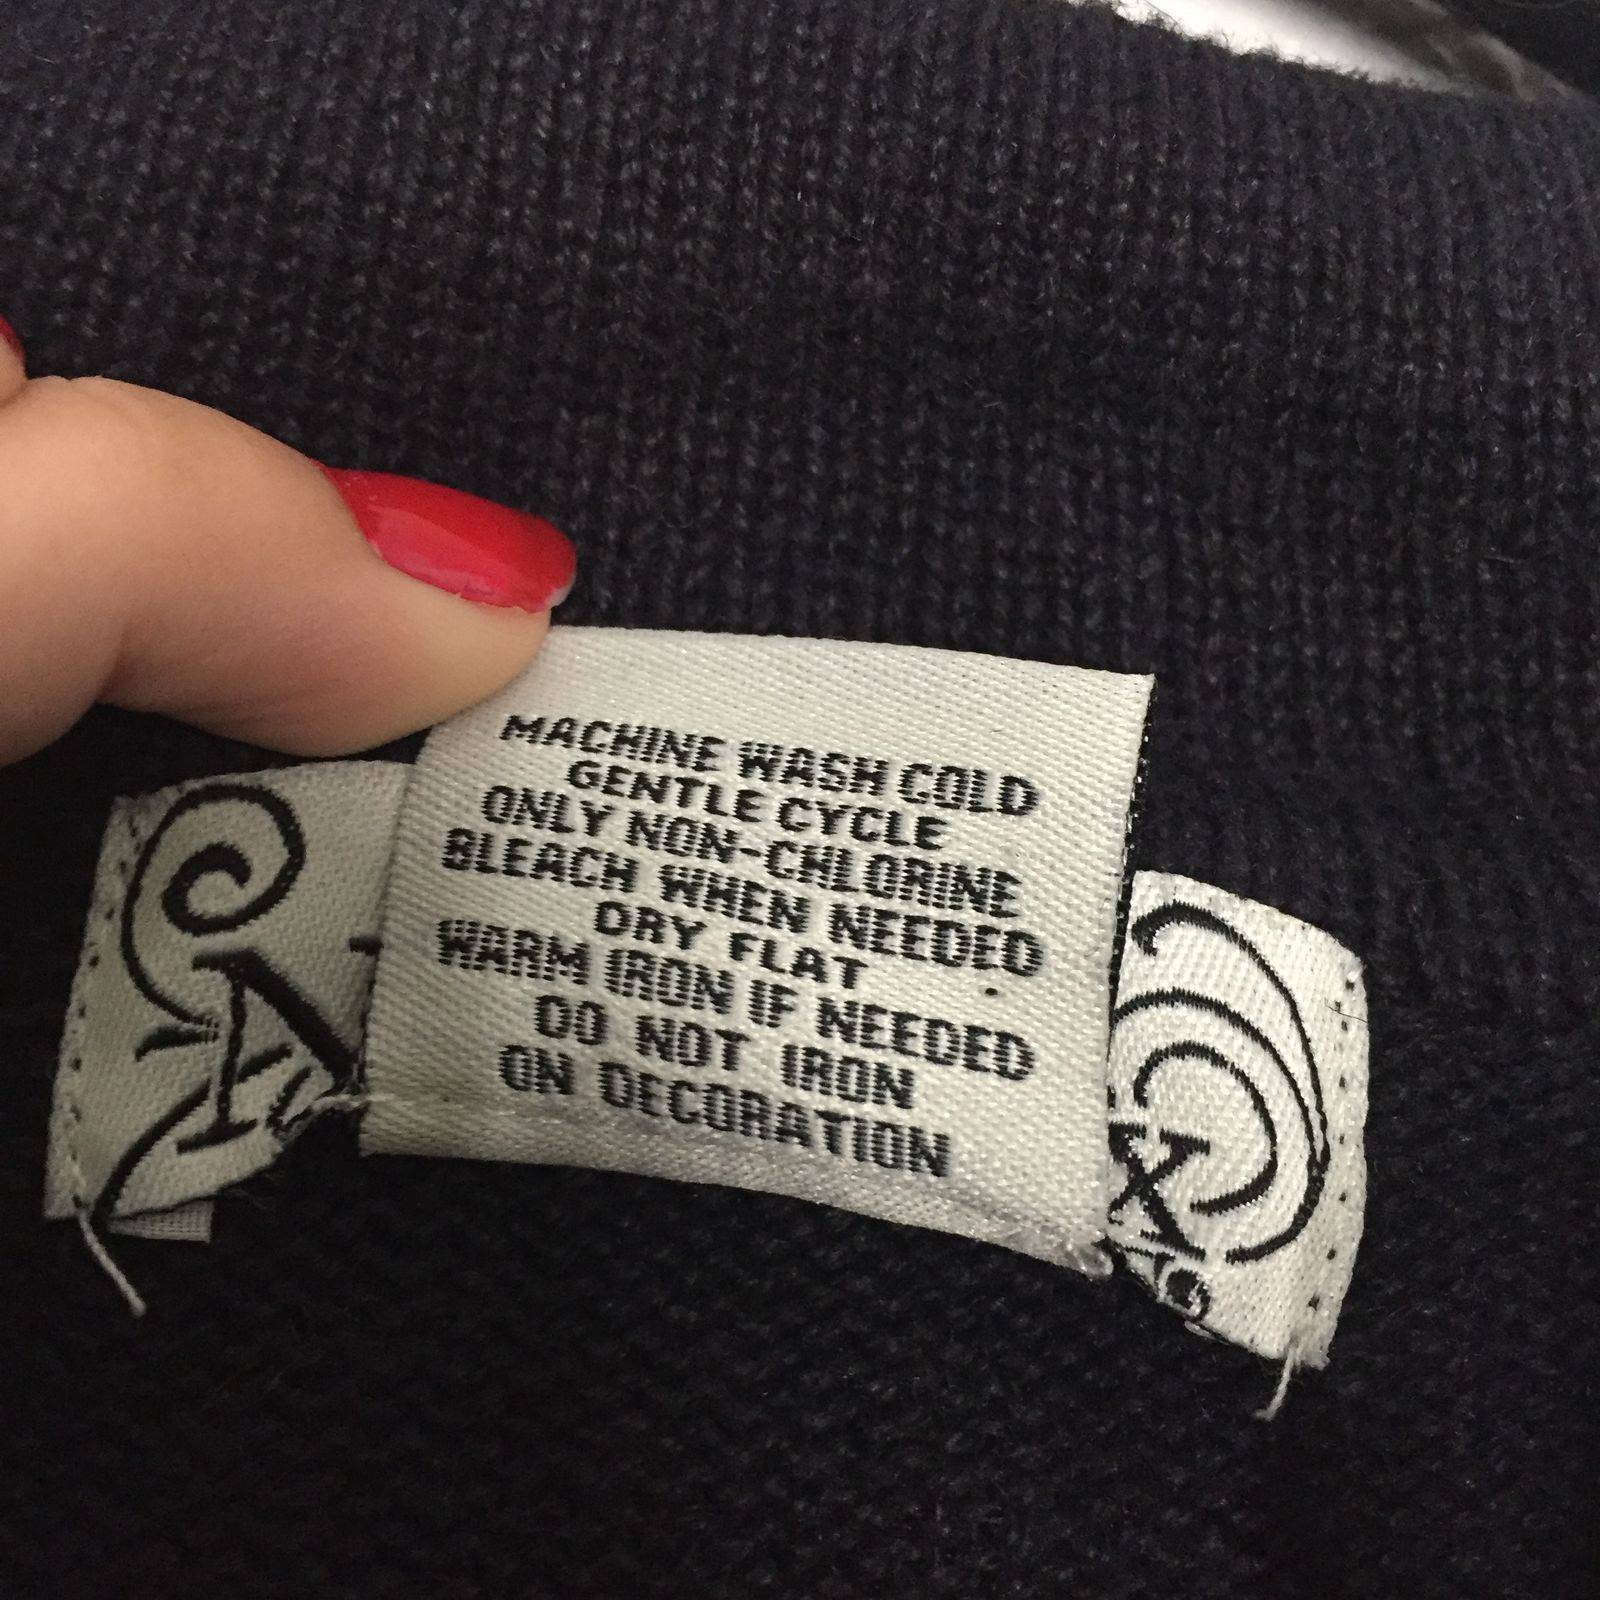 MACHINE WASH COLD
GENTLE CYCLE
ONLY NON-CHLORINE
BLEACH WHEN NEEDED
DRY FLAT
WARM IRON IF NEEDED
DO NOT IRON
ON DECORATION